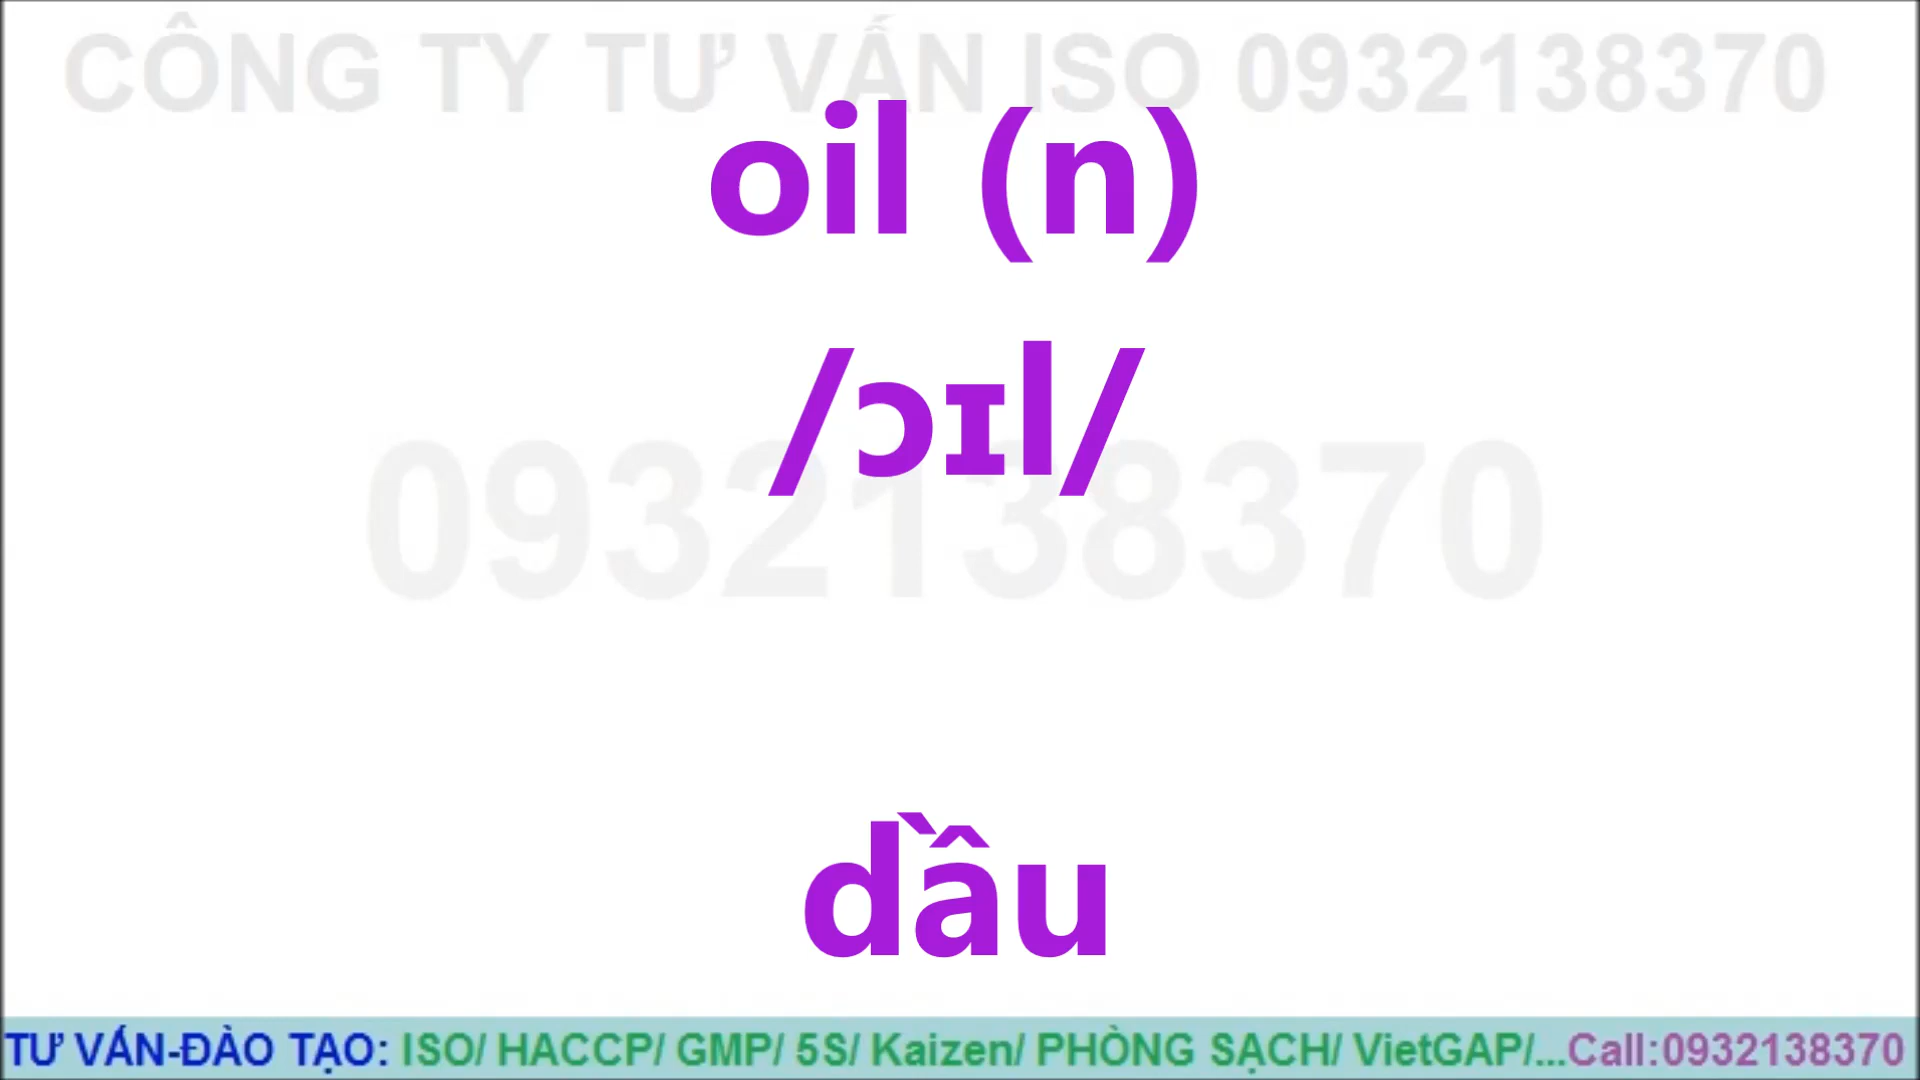 CÔNG TY TƯ VẤN ISO 0932138370
oil (n)
/ɔɪl/
0932138370
dầu
TƯ VẤN-ĐÀO TẠO: ISO/ HACCP/ GMP/ 5S/ Kaizen/ PHÒNG SẠCH/ VietGAP/...Call:0932138370